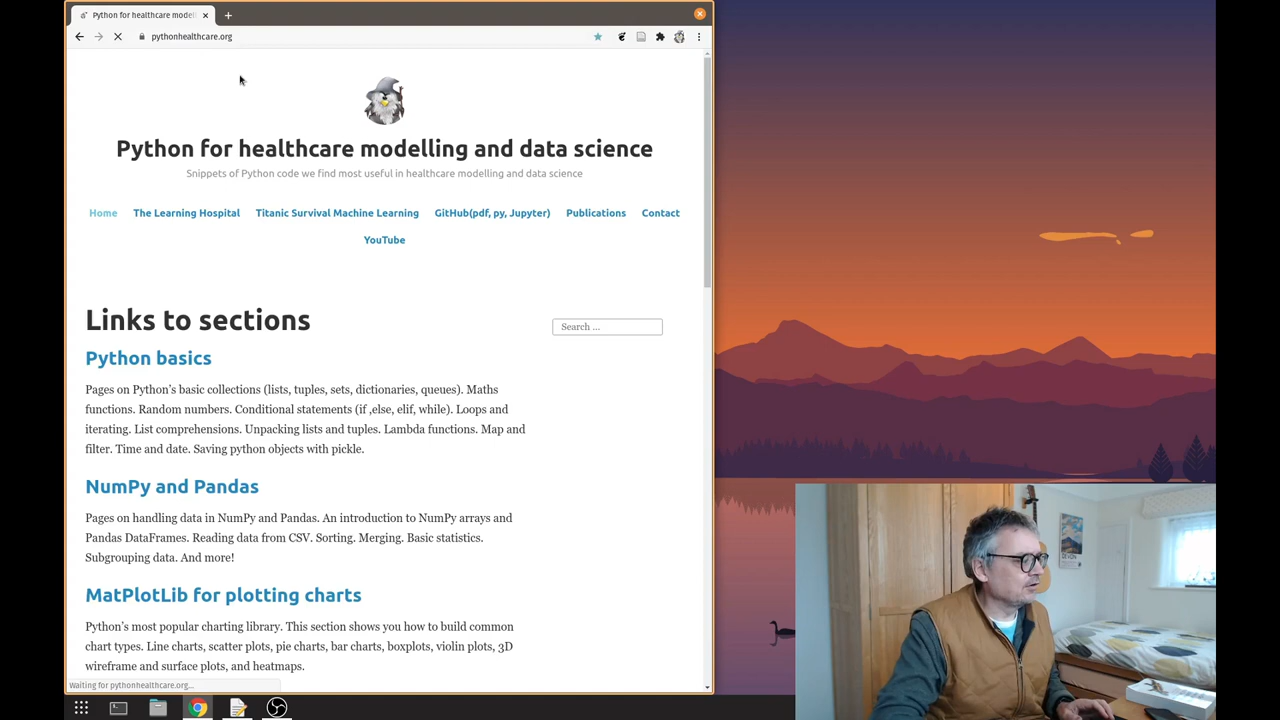 Python for healthcare model
pythonhealthcare.org
Python for healthcare modelling and data science
Snippets of Python code we find most useful in healthcare modelling and data science
Home The Learning Hospital Titanic Survival Machine Learning GitHub(pdf, py, Jupyter) Publications Contact
YouTube
Links to sections
Search ...
Python basics
Pages on Python’s basic collections (lists, tuples, sets, dictionaries, queues). Maths
functions. Random numbers. Conditional statements (if ,else, elif, while). Loops and
iterating. List comprehensions. Unpacking lists and tuples. Lambda functions. Map and
filter. Time and date. Saving python objects with pickle.
NumPy and Pandas
Pages on handling data in NumPy and Pandas. An introduction to NumPy arrays and
Pandas DataFrames. Reading data from CSV. Sorting. Merging. Basic statistics.
Subgrouping data. And more!
MatPlotLib for plotting charts
Python’s most popular charting library. This section shows you how to build common
chart types. Line charts, scatter plots, pie charts, bar charts, boxplots, violin plots, 3D
wireframe and surface plots, and heatmaps.
Waiting for pythonhealthcare.org...
DEVON